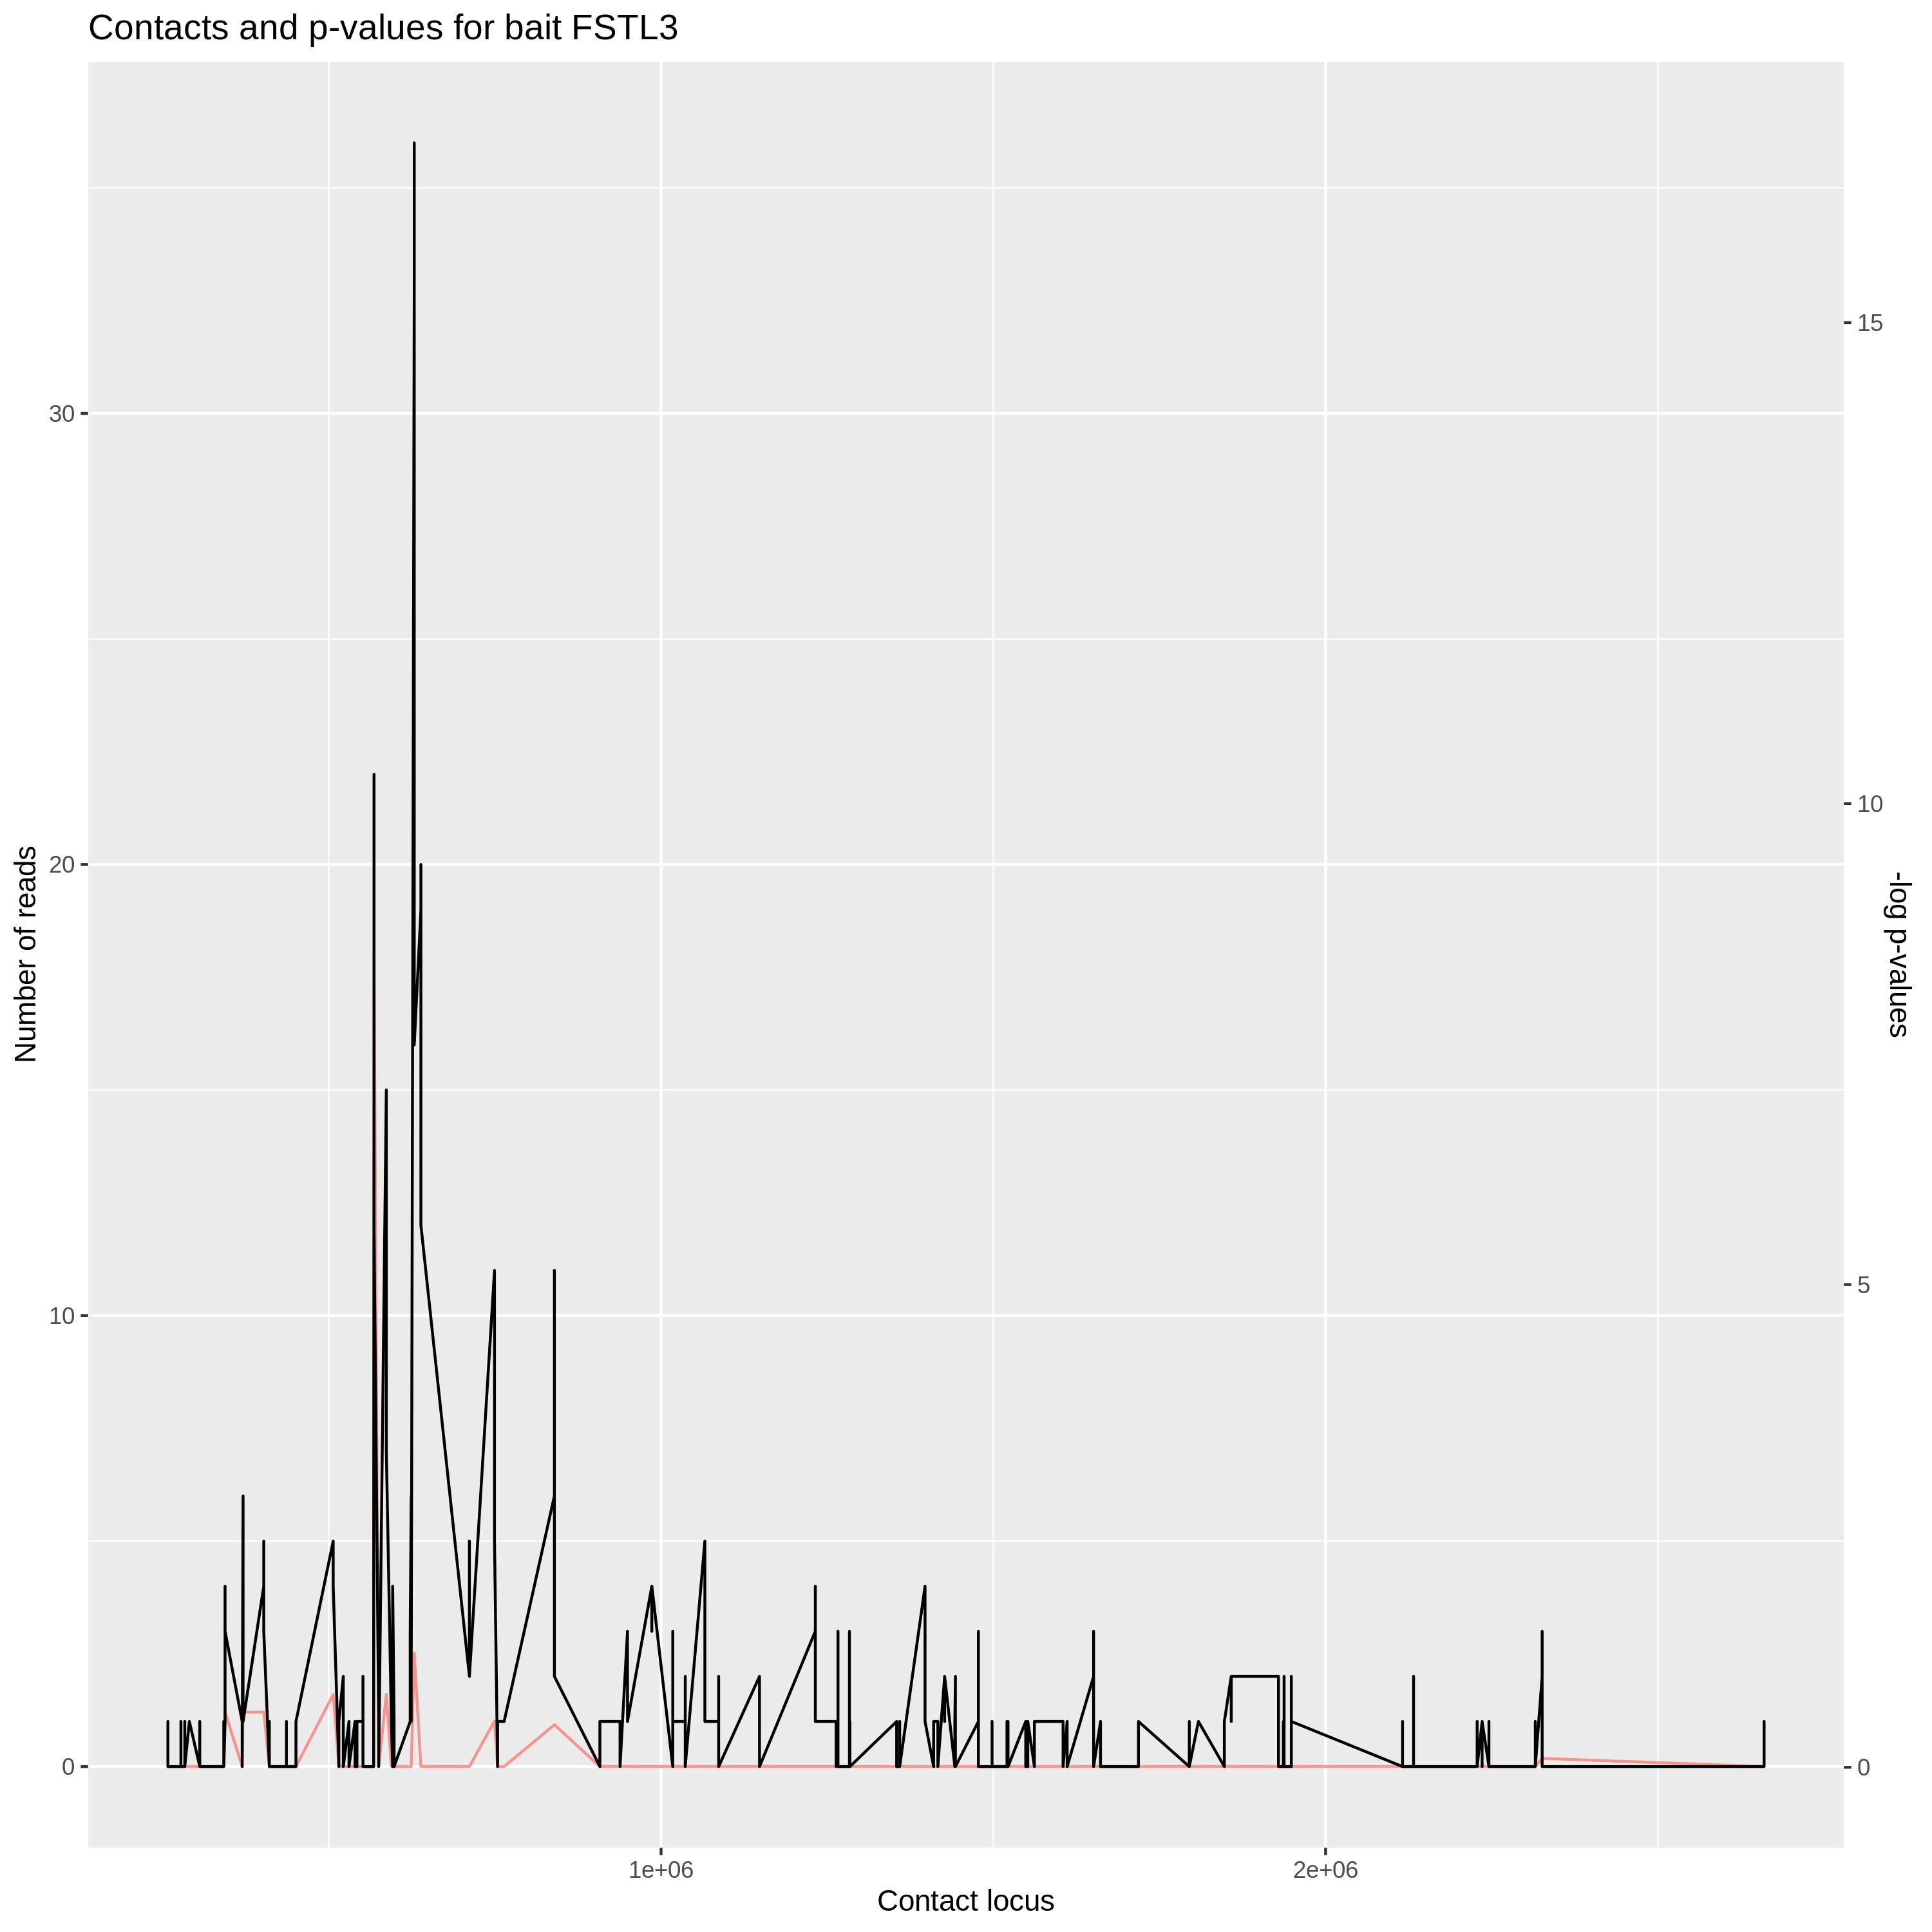 Contacts and p-values for bait FSTL3
Number of reads
30
20
10
0
15
10
5
0
-log p-values
1e+06
2e+06
Contact locus